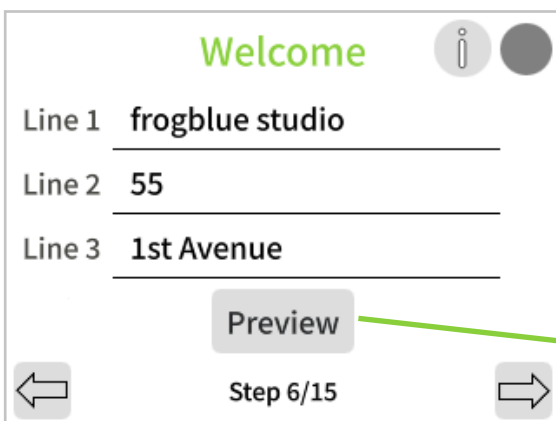 Welcome
i
Line 1 frogblue studio
Line 2 55
Line 3 1st Avenue
Preview
Step 6/15